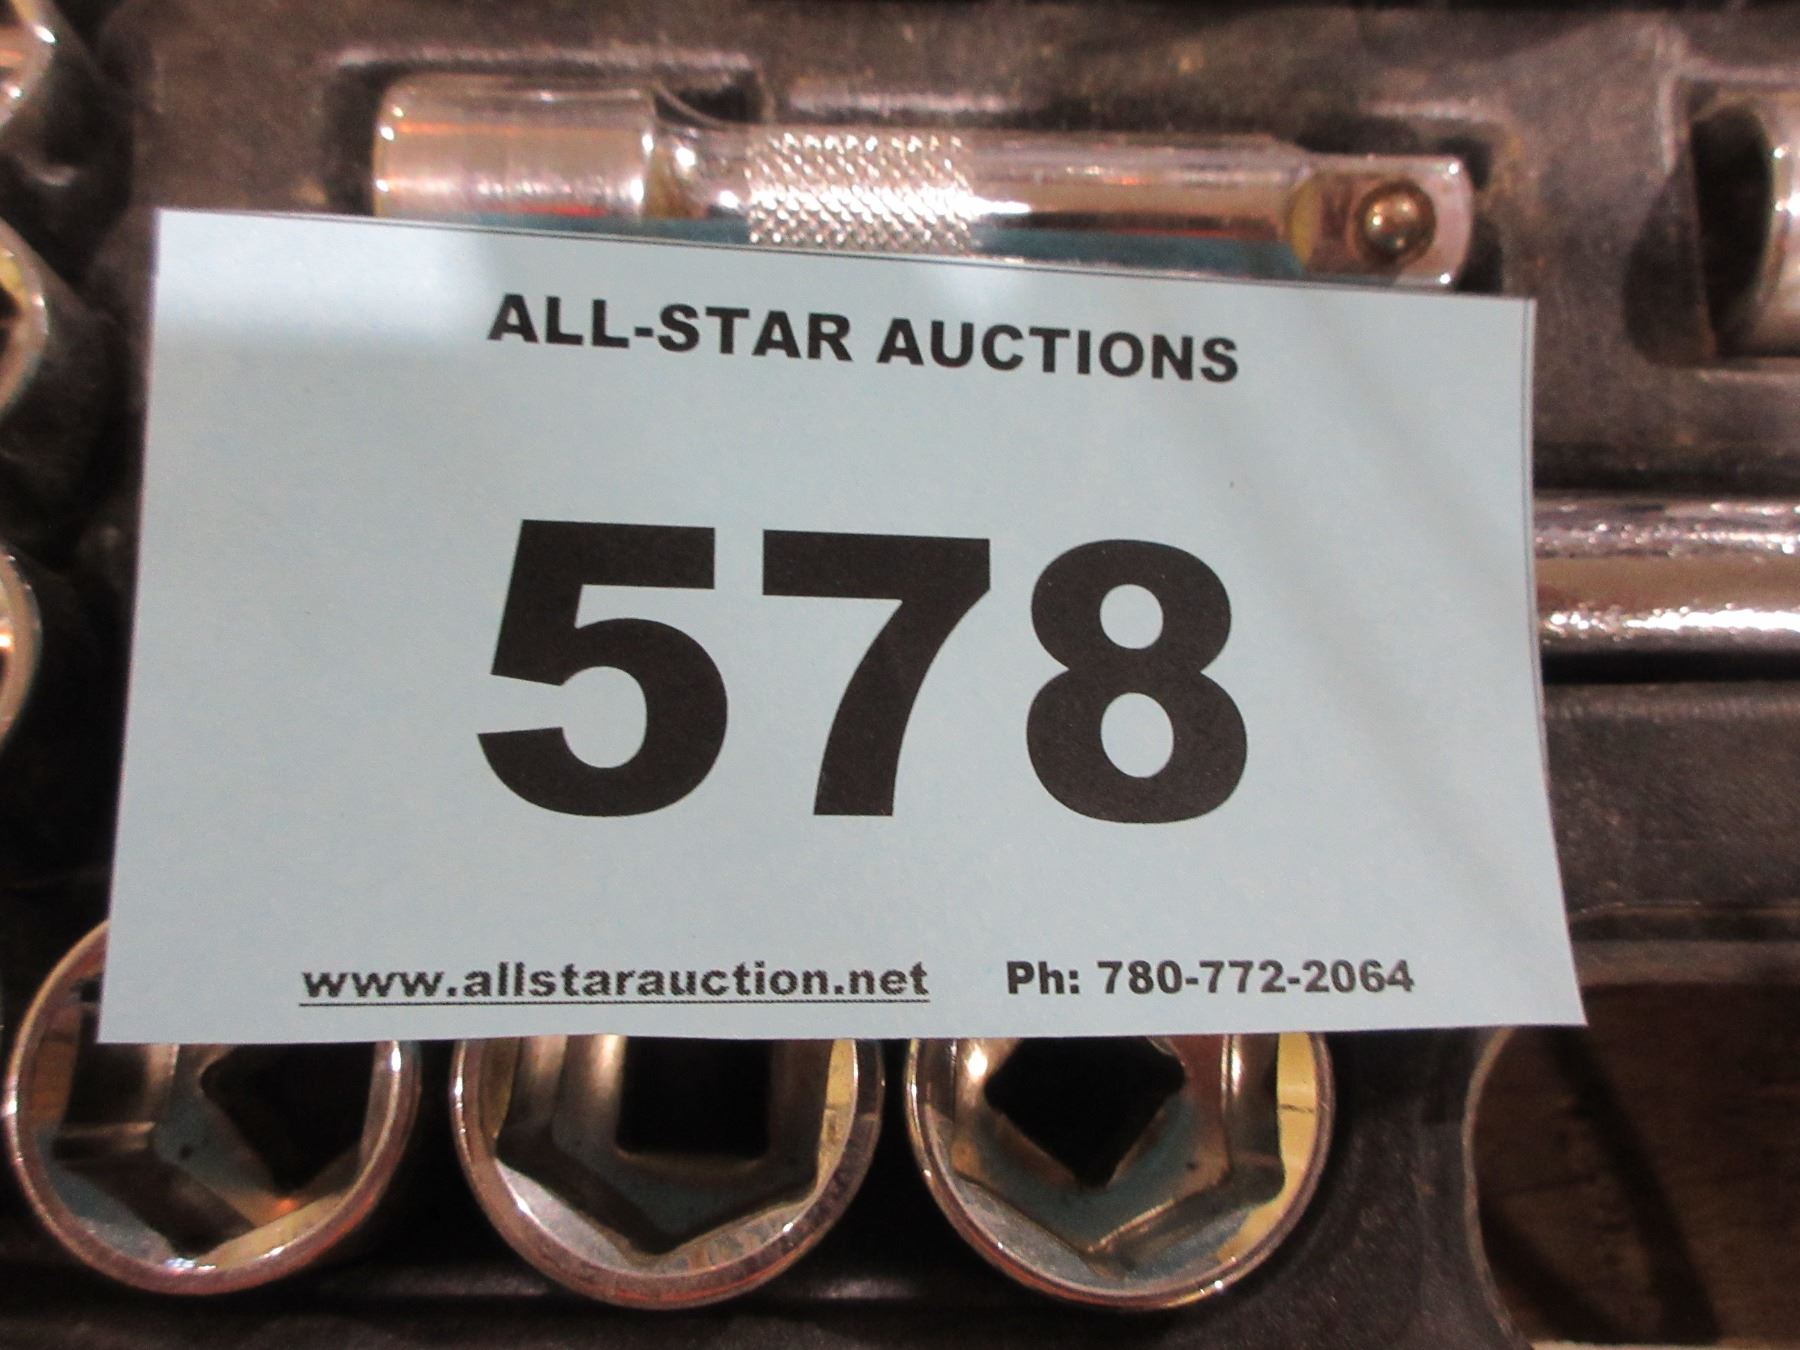 ALL-STAR AUCTIONS
578
www.allstarauction.net Ph: 780-772-2064